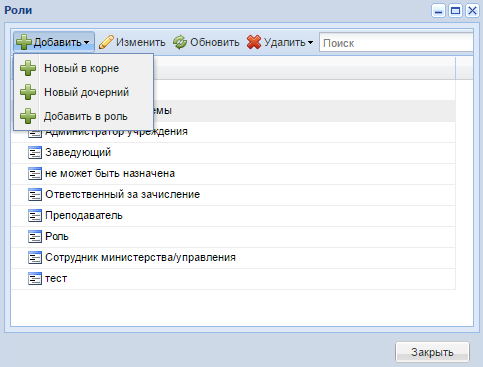 Роли
Добавить Изменить Обновить Удалить Поиск
Новый в корне
Новый дочерний
Добавить в роль
емы
Администратор учреждения
Заведующий
не может быть назначена
Ответственный за зачисление
Преподаватель
Роль
Сотрудник министерства/управления
тест
Закрыть